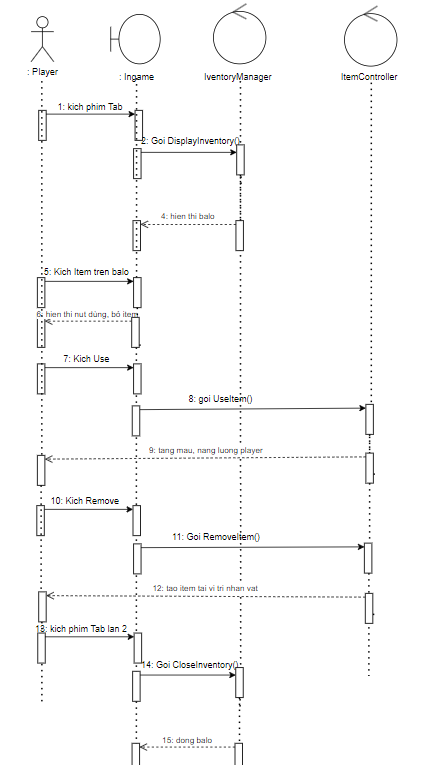 : Player
: Ingame
IventoryManager
ItemController
1: kich phim Tab
2: Goi DisplayInventory()
4: hien thi balo
5: Kich Item tren balo
6: hien thi nut dùng, bỏ item
7: Kich Use
8: goi UseItem()
9: tang mau, nang luong player
10: Kich Remove
11: Goi RemoveItem()
12: tao item tai vi tri nhan vat
13: kich phim Tab lan 2
14: Goi CloseInventory()
15: dong balo